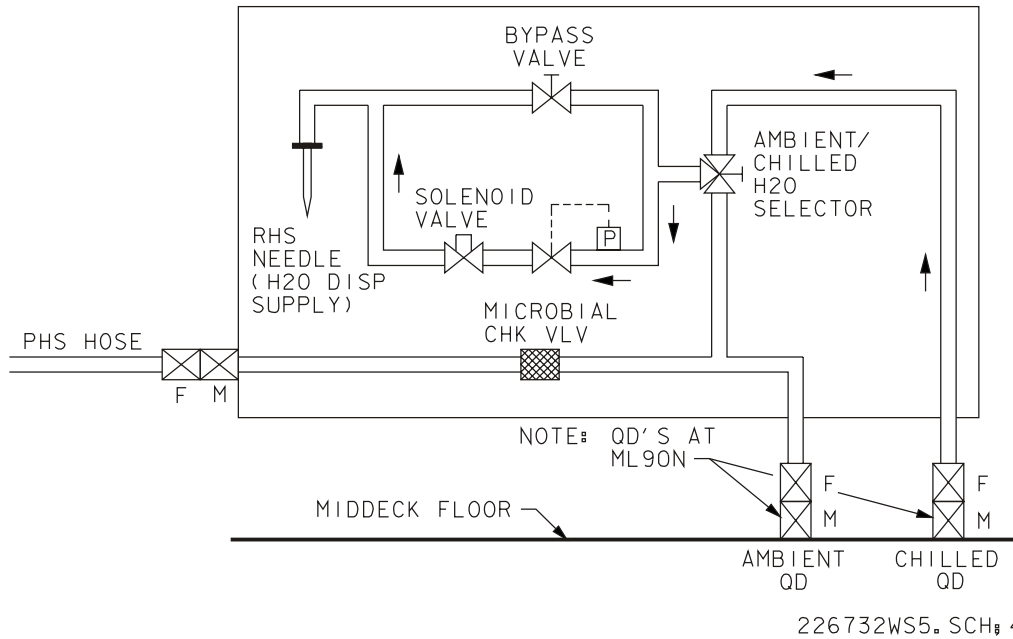 BYPASS
VALVE
AMBIENT/
CHILLED
H2O
SELECTOR
SOLENOID
VALVE
P
RHS
NEEDLE
(H2O DISP
SUPPLY)
MICROBIAL
CHK VLV
PHS HOSE
F M
NOTE: QD'S AT
ML90N
F
M
F
M
MIDDECK FLOOR
AMBIENT
QD
CHILLED
QD
226732WS5.SCH;